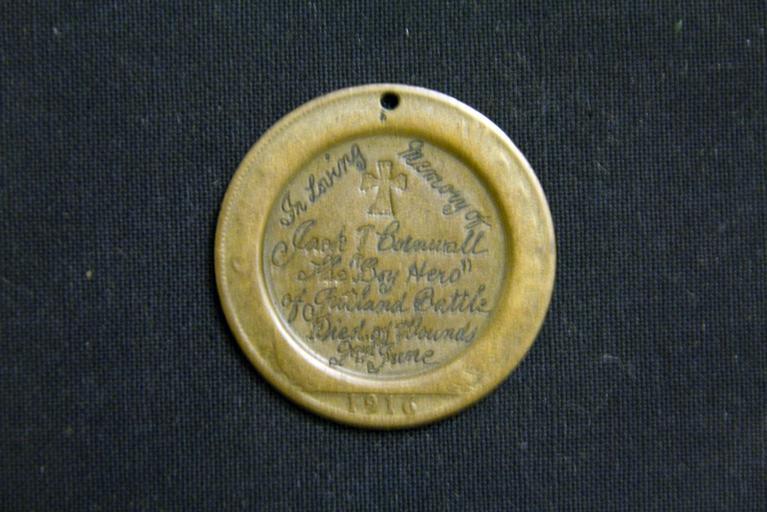 In Loving Memory of
Jack T Cornwall
The "Boy Hero"
of Jutland Battle
Died of Wounds
2nd June
1916